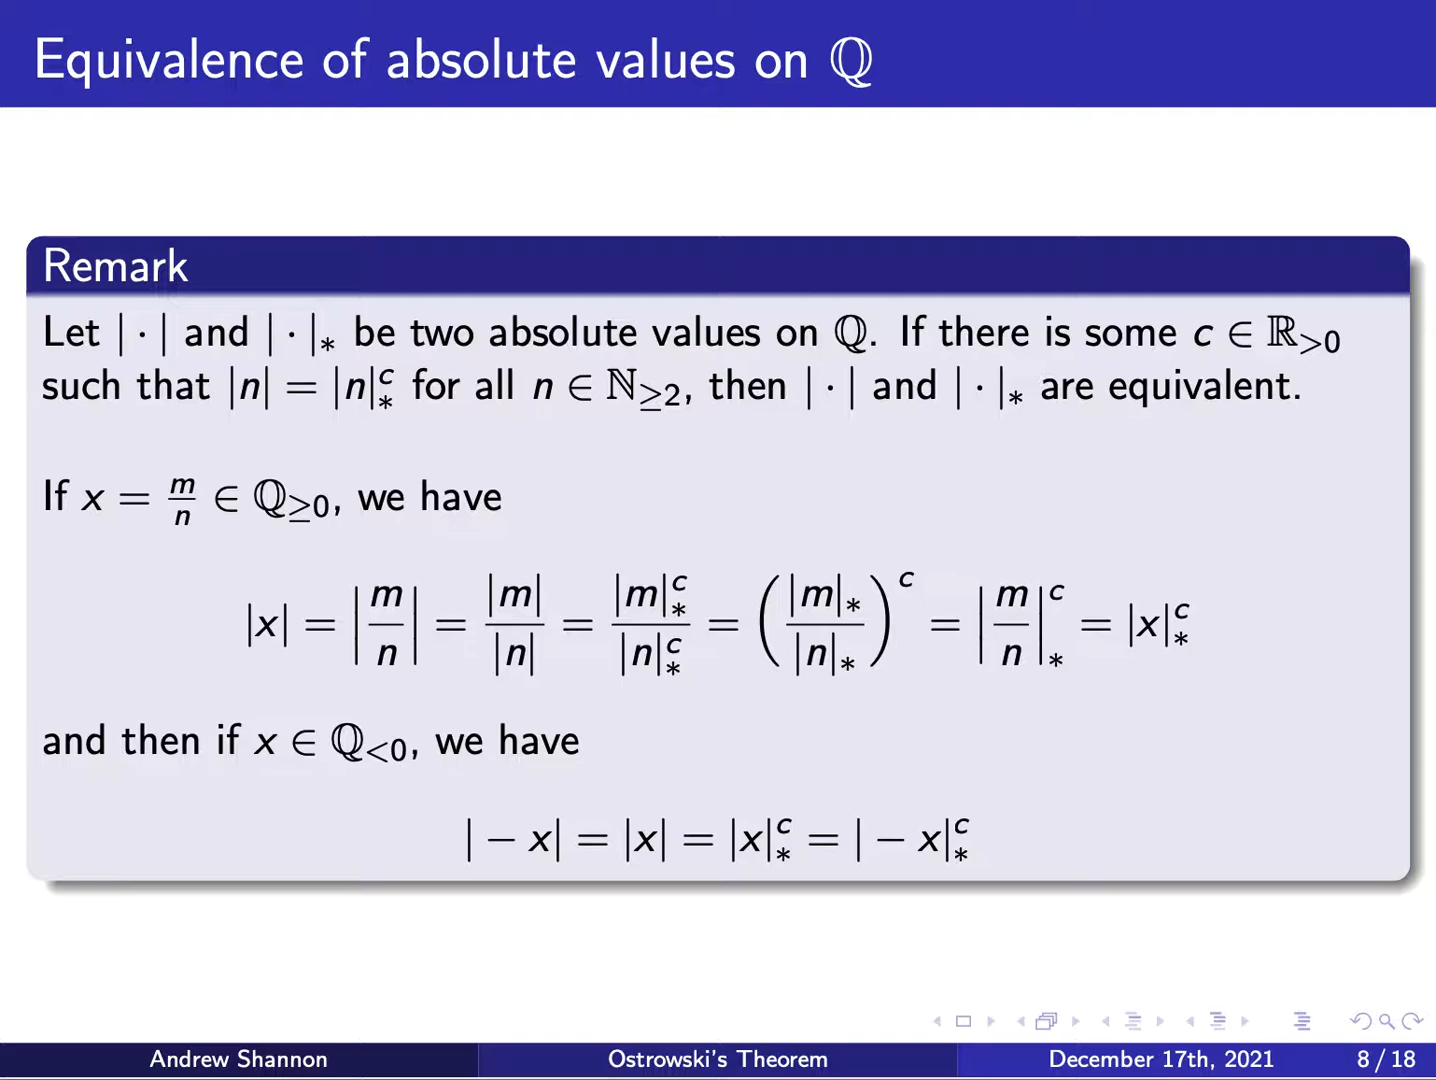 Equivalence of absolute values on ℚ
Remark
Let | · | and | · |∗ be two absolute values on ℚ. If there is some c ∈ ℝ>0
such that |n| = |n|∗^c for all n ∈ ℕ≥2, then | · | and | · |∗ are equivalent.
If x = m/n ∈ ℚ≥0, we have
|x| = |m/n| = |m|/|n| = |m|∗^c/|n|∗^c = (|m|∗/|n|∗)^c = |m/n|∗^c = |x|∗^c
and then if x ∈ ℚ<0, we have
| − x| = |x| = |x|∗^c = | − x|∗^c
Andrew Shannon Ostrowski's Theorem December 17th, 2021 8 / 18